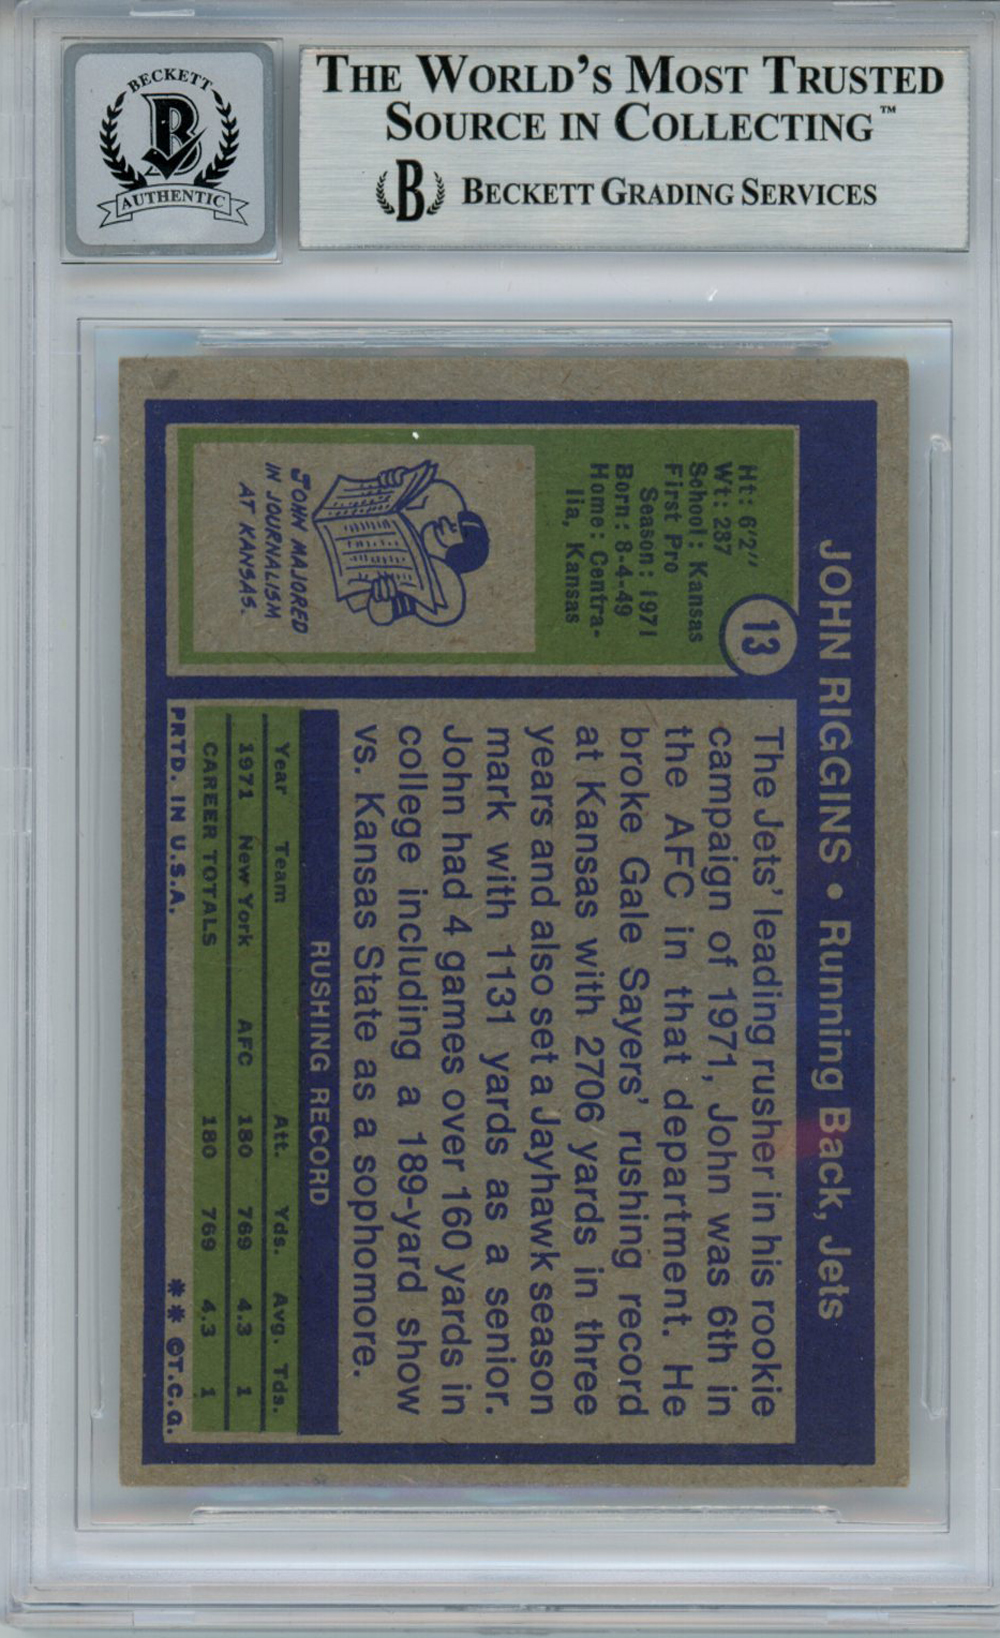 BECKETT
B
AUTHENTIC
THE WORLD'S MOST TRUSTED
SOURCE IN COLLECTING™
B BECKETT GRADING SERVICES
JOHN RIGGINS • Running Back, Jets
13
Ht: 6'2"
Wt: 237
School: Kansas
First Pro
Season: 1971
Born: 8-4-49
Home: Centra-
lia, Kansas
JOHN MAJORED
IN JOURNALISM
AT KANSAS.
The Jets' leading rusher in his rookie
campaign of 1971, John was 6th in
the AFC in that department. He
broke Gale Sayers' rushing record
at Kansas with 2706 yards in three
years and also set a Jayhawk season
mark with 1131 yards as a senior.
John had 4 games over 160 yards in
college including a 189-yard show
vs. Kansas State as a sophomore.
RUSHING RECORD
Year Team Att. Yds. Avg. Tds.
1971 New York AFC 180 769 4.3 1
CAREER TOTALS 180 769 4.3 1
PRTD. IN U.S.A. ** ©T.C.G.